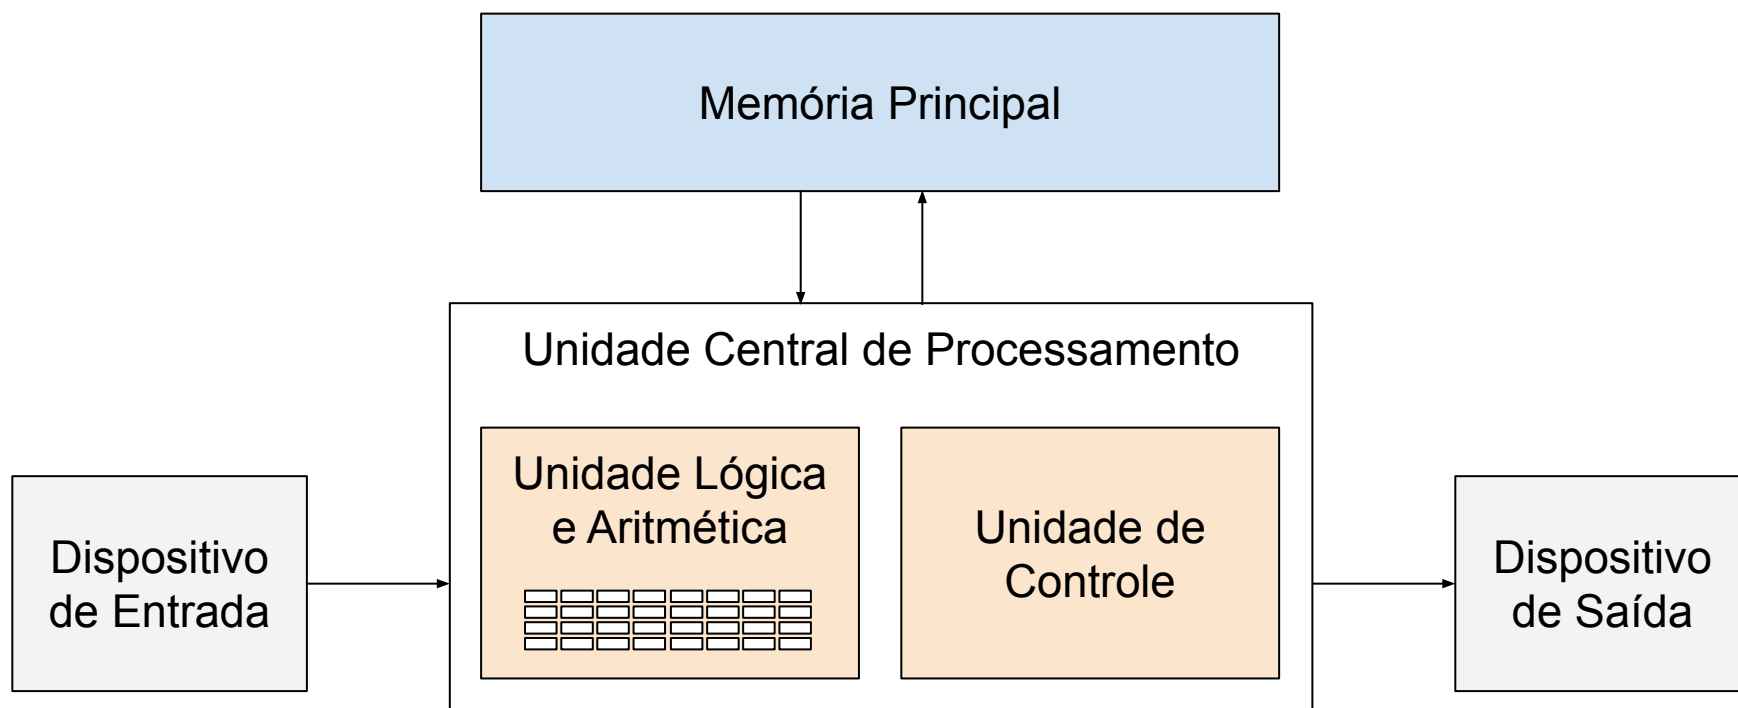 Memória Principal
Unidade Central de Processamento
Unidade Lógica
e Aritmética
Unidade de
Controle
Dispositivo
de Entrada
Dispositivo
de Saída